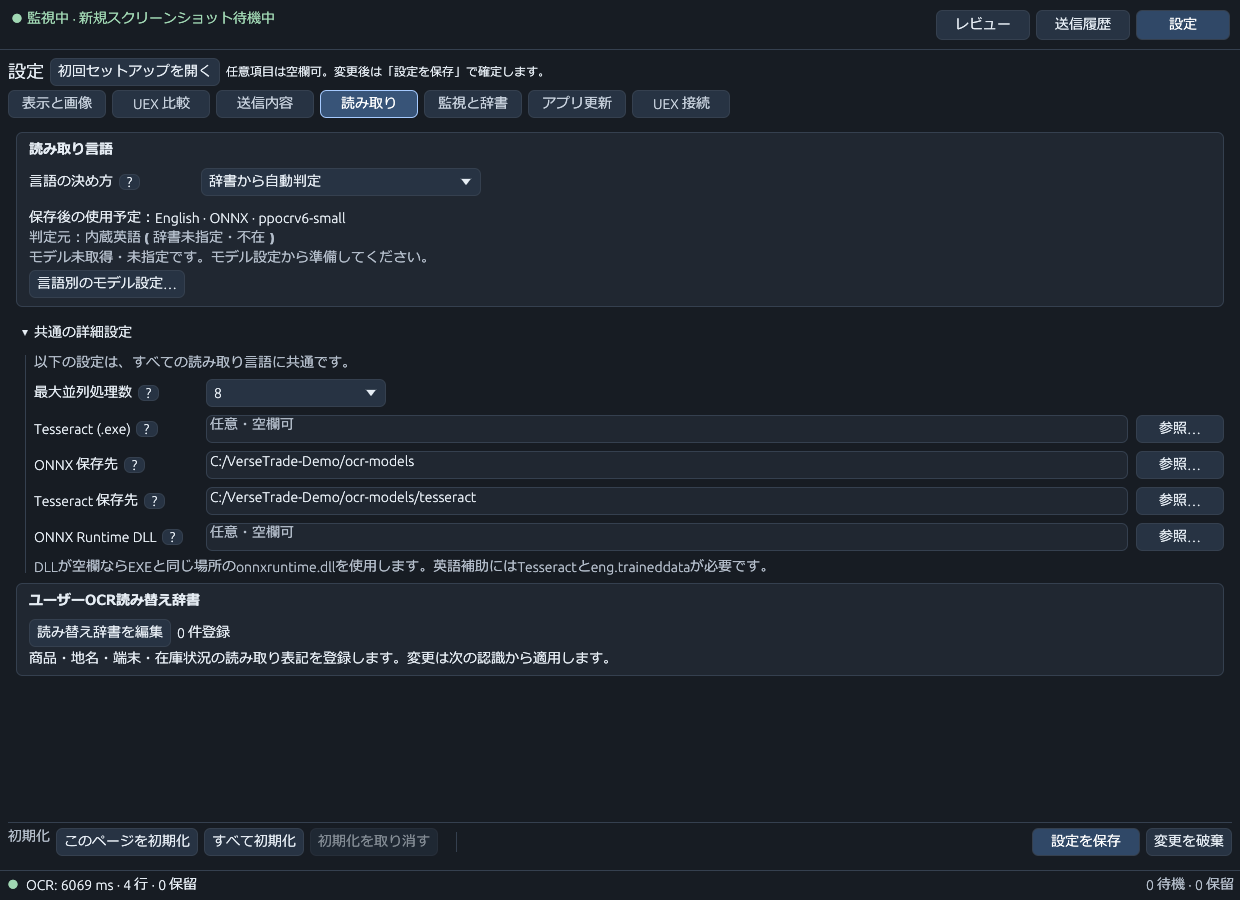 監視中 · 新規スクリーンショット待機中
レビュー 送信履歴 設定
設定 初回セットアップを開く 任意項目は空欄可。変更後は「設定を保存」で確定します。
表示と画像 UEX 比較 送信内容 読み取り 監視と辞書 アプリ更新 UEX 接続
読み取り言語
言語の決め方 ? 辞書から自動判定
保存後の使用予定：English · ONNX · ppocrv6-small
判定元：内蔵英語 ( 辞書未指定・不在 )
モデル未取得・未指定です。モデル設定から準備してください。
言語別のモデル設定…
共通の詳細設定
以下の設定は、すべての読み取り言語に共通です。
最大並列処理数 ? 8
Tesseract (.exe) ? 任意・空欄可 参照…
ONNX 保存先 ? C:/VerseTrade-Demo/ocr-models 参照…
Tesseract 保存先 ? C:/VerseTrade-Demo/ocr-models/tesseract 参照…
ONNX Runtime DLL ? 任意・空欄可 参照…
DLLが空欄ならEXEと同じ場所のonnxruntime.dllを使用します。英語補助にはTesseractとeng.traineddataが必要です。
ユーザーOCR読み替え辞書
読み替え辞書を編集 0 件登録
商品・地名・端末・在庫状況の読み取り表記を登録します。変更は次の認識から適用します。
初期化 このページを初期化 すべて初期化 初期化を取り消す 設定を保存 変更を破棄
OCR: 6069 ms · 4 行 · 0 保留 0 待機 · 0 保留